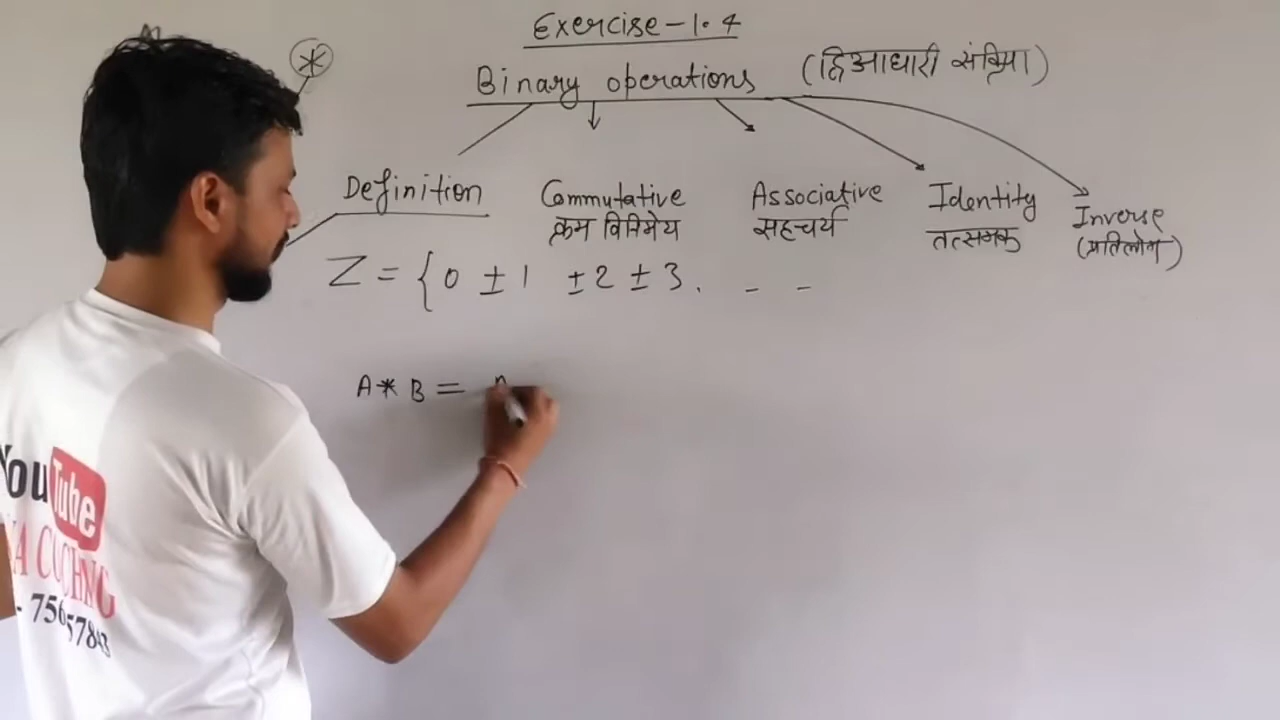 Exercise-1.4
*
Binary operations (द्विआधारी संक्रिया)
Definition Commutative Associative Identity Inverse
क्रम विनिमेय सहचर्य तत्समक (प्रतिलोम)
Z = { 0 ±1 ±2 ±3. - -
A * B =
YouTube
COCHNG